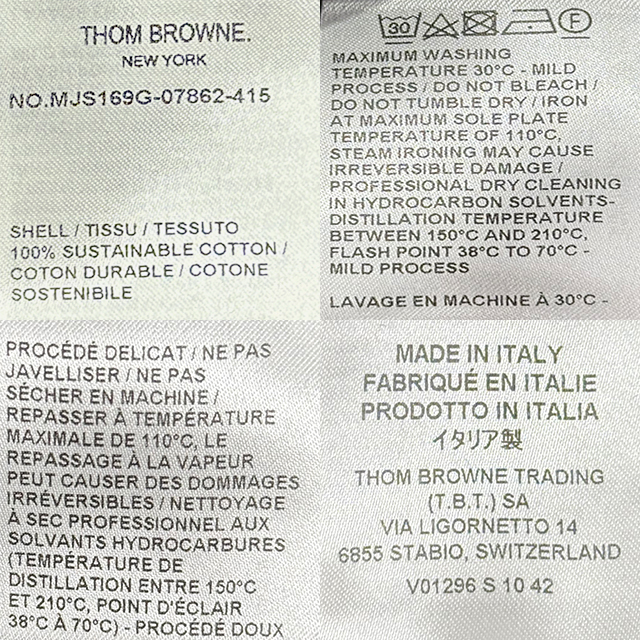 THOM BROWNE.
NEW YORK
NO.MJS169G-07862-415
SHELL / TISSU / TESSUTO
100% SUSTAINABLE COTTON /
COTON DURABLE / COTONE
SOSTENIBILE
30 F
MAXIMUM WASHING
TEMPERATURE 30°C - MILD
PROCESS / DO NOT BLEACH /
DO NOT TUMBLE DRY / IRON
AT MAXIMUM SOLE PLATE
TEMPERATURE OF 110°C,
STEAM IRONING MAY CAUSE
IRREVERSIBLE DAMAGE /
PROFESSIONAL DRY CLEANING
IN HYDROCARBON SOLVENTS-
DISTILLATION TEMPERATURE
BETWEEN 150°C AND 210°C,
FLASH POINT 38°C TO 70°C -
MILD PROCESS
LAVAGE EN MACHINE À 30°C -
PROCÉDÉ DELICAT / NE PAS
JAVELLISER / NE PAS
SÉCHER EN MACHINE /
REPASSER À TEMPÉRATURE
MAXIMALE DE 110°C, LE
REPASSAGE À LA VAPEUR
PEUT CAUSER DES DOMMAGES
IRRÉVERSIBLES / NETTOYAGE
À SEC PROFESSIONNEL AUX
SOLVANTS HYDROCARBURES
(TEMPÉRATURE DE
DISTILLATION ENTRE 150°C
ET 210°C, POINT D'ÉCLAIR
38°C À 70°C) - PROCÉDÉ DOUX
MADE IN ITALY
FABRIQUÉ EN ITALIE
PRODOTTO IN ITALIA
イタリア製
THOM BROWNE TRADING
(T.B.T.) SA
VIA LIGORNETTO 14
6855 STABIO, SWITZERLAND
V01296 S 10 42